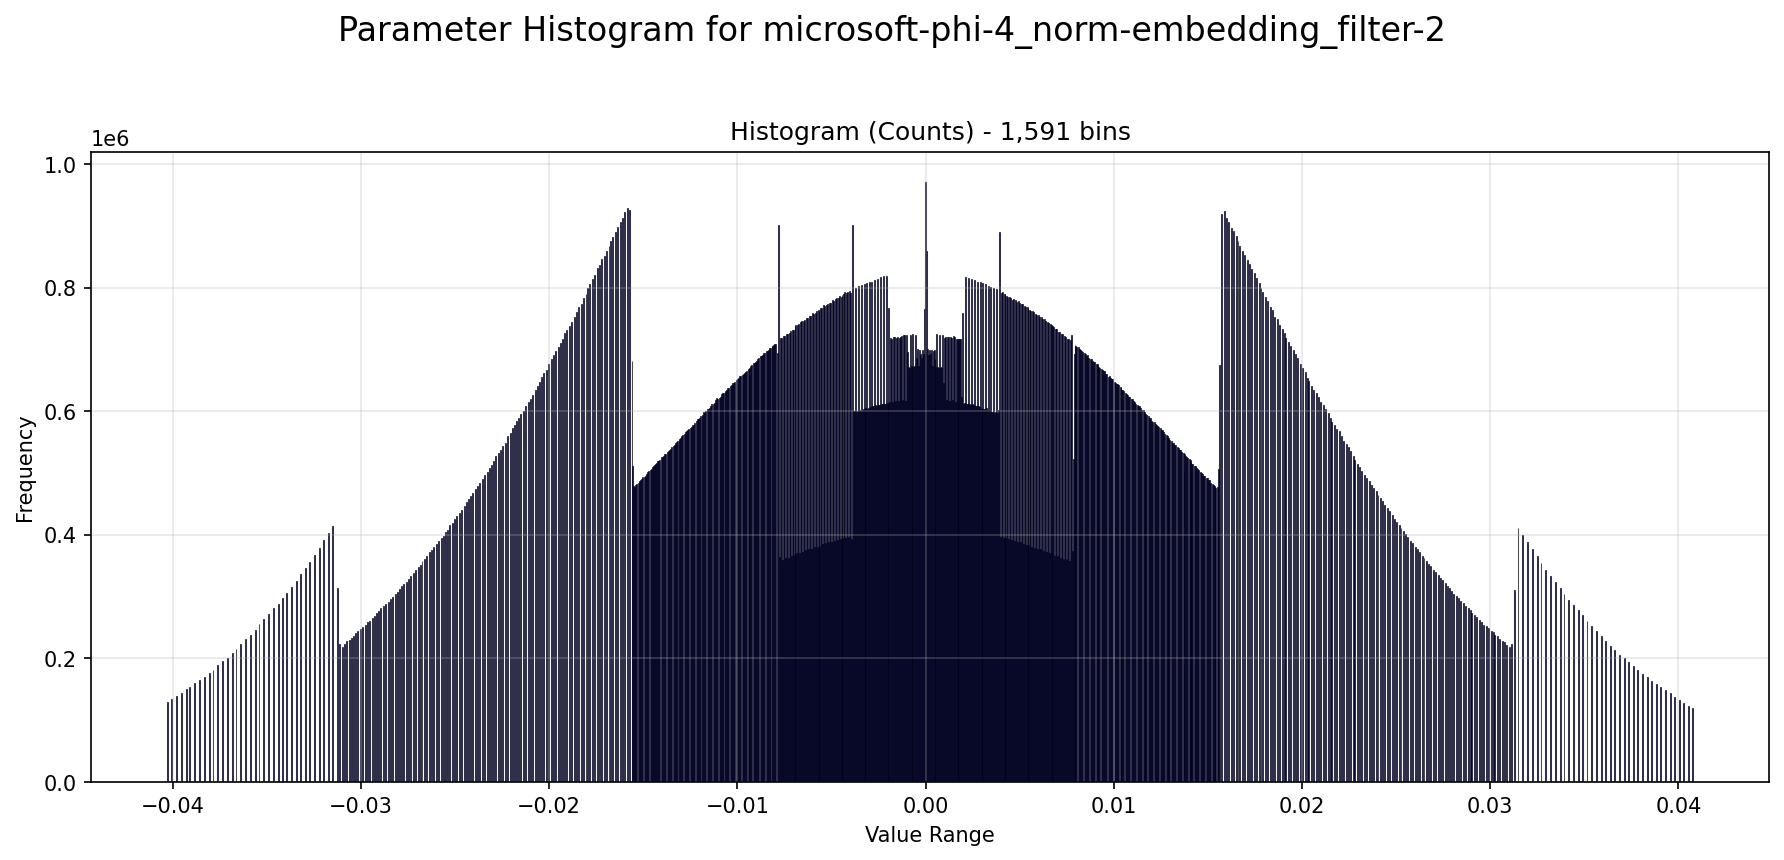 Parameter Histogram for microsoft-phi-4_norm-embedding_filter-2
Histogram (Counts) - 1,591 bins
1e6
1.0
0.8
0.6
0.4
0.2
0.0
Frequency
−0.04 −0.03 −0.02 −0.01 0.00 0.01 0.02 0.03 0.04
Value Range